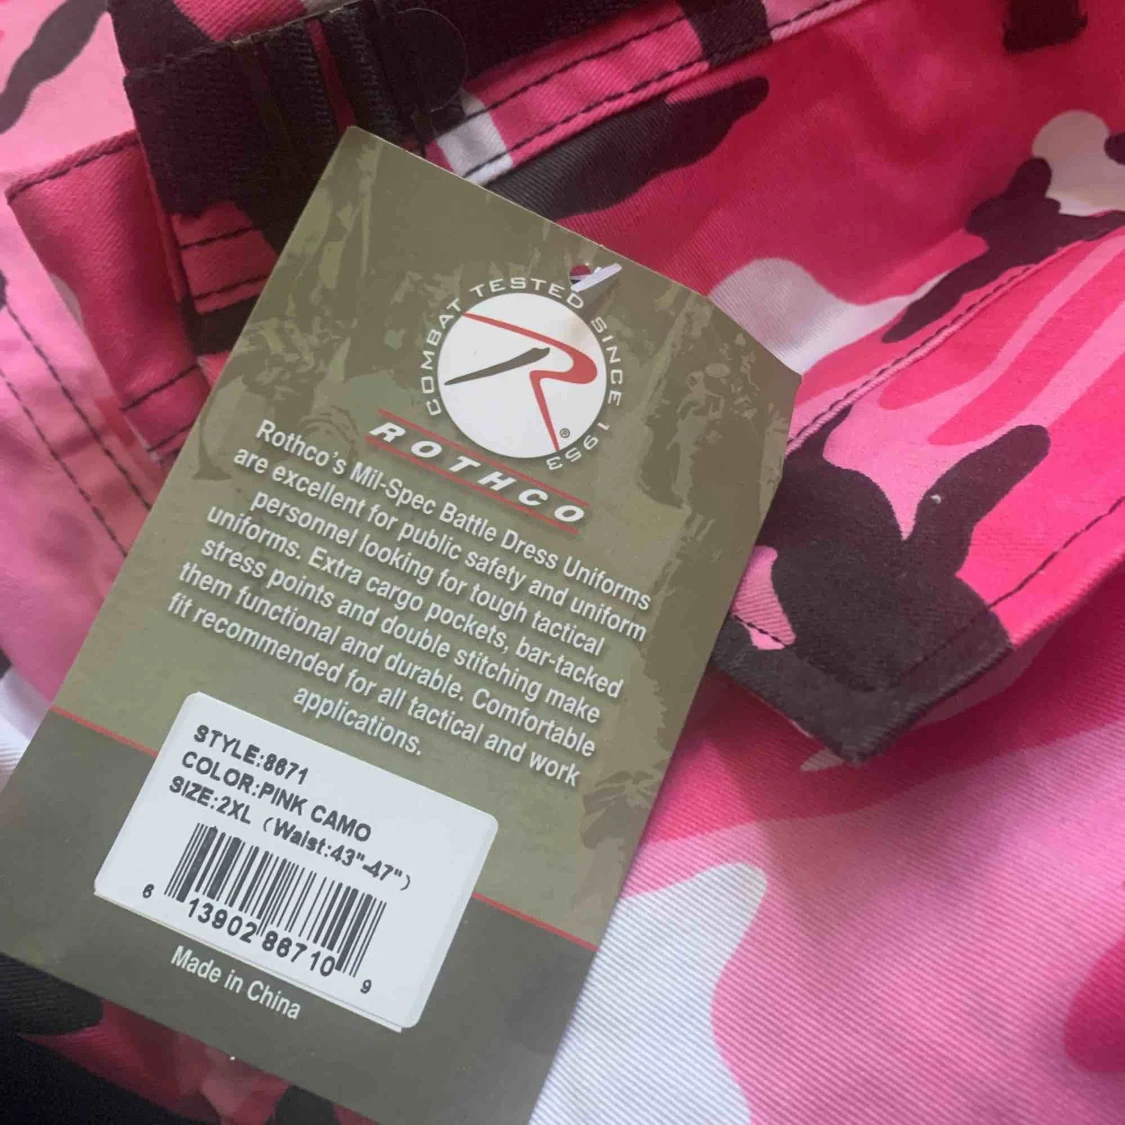 COMBAT TESTED SINCE 1953
R
®
ROTHCO
Rothco's Mil-Spec Battle Dress Uniforms
are excellent for public safety and uniform
personnel looking for tough tactical
uniforms. Extra cargo pockets, bar-tacked
stress points and double stitching make
them functional and durable. Comfortable
fit recommended for all tactical and work
applications.
STYLE:8671
COLOR:PINK CAMO
SIZE:2XL (Waist:43"-47")
6 13902 86710 9
Made in China